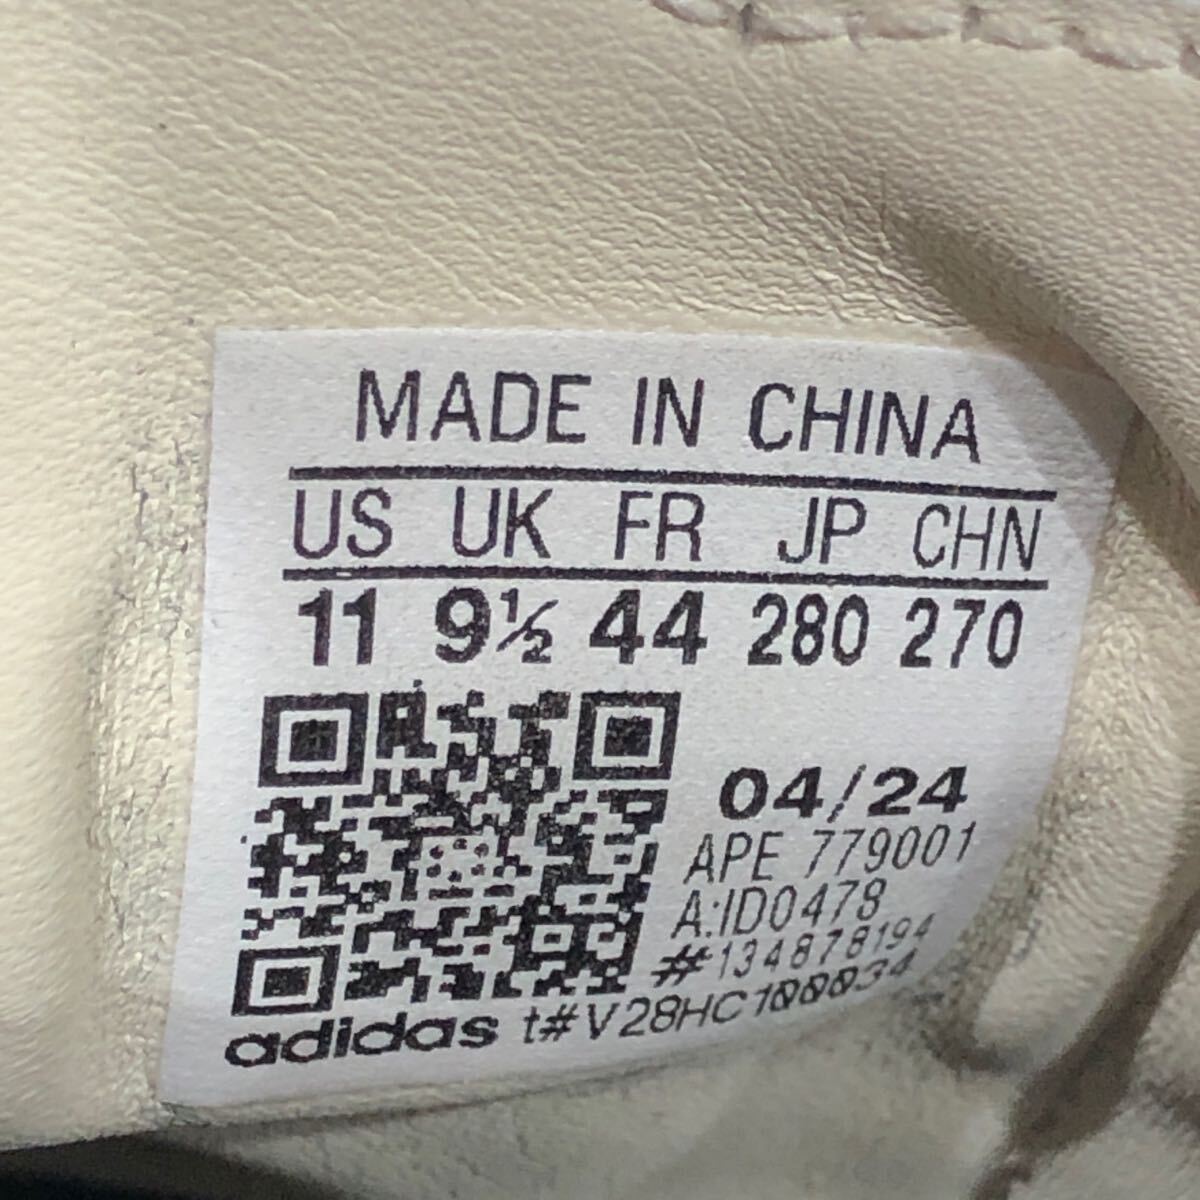 MADE IN CHINA
US UK FR JP CHN
11 9½ 44 280 270
04/24
APE 779001
A:ID0478
#134878194
adidas t#V28HC100034